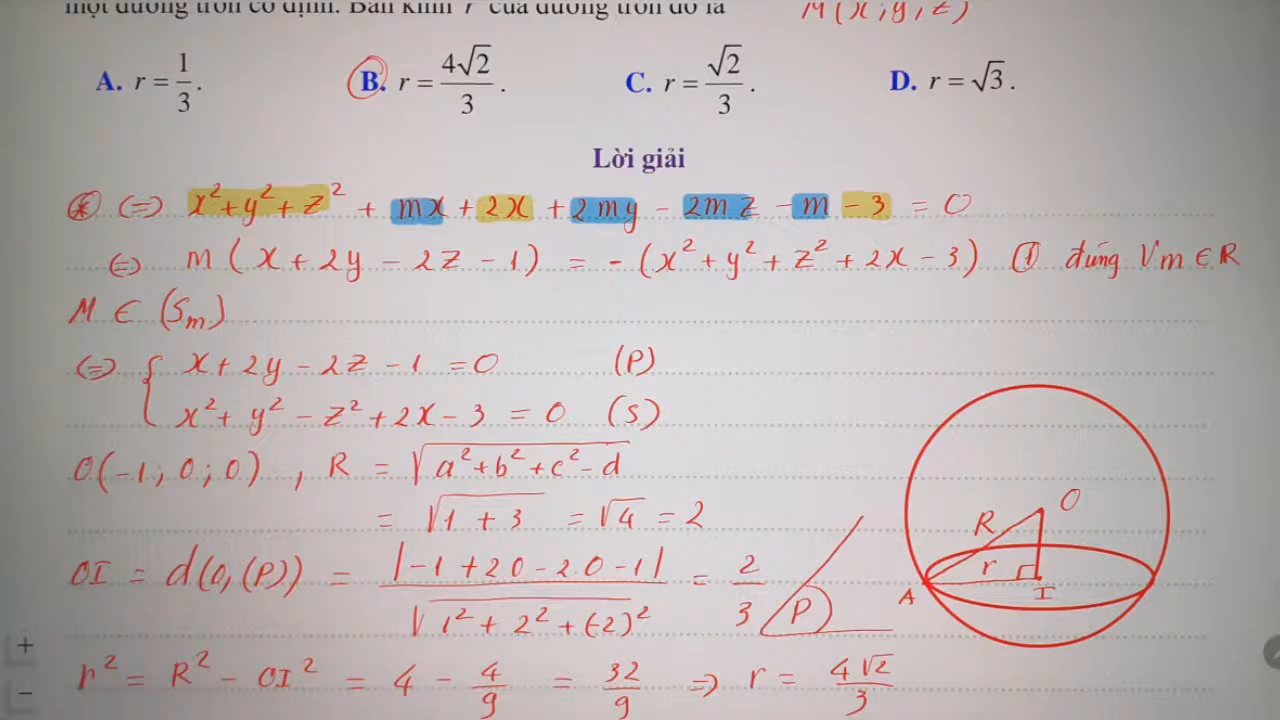 một đường tròn cố định. Bán kính r của đường tròn đó là M(x;y;z)
A. r = 1/3. B. r = 4√2/3. C. r = √2/3. D. r = √3.
Lời giải
(*) (=) x²+y²+z² + mx + 2x + 2my - 2mz - m - 3 = 0
(=) m(x+2y-2z-1) = -(x²+y²+z²+2x-3) (1) đúng ∀m∈R
M ∈ (Sm)
(=) { x+2y-2z-1=0 (P)
x²+y²-z²+2x-3=0 (S)
O(-1;0;0), R = √(a²+b²+c²-d)
= √(1+3) = √4 = 2
OI = d(O,(P)) = |-1+2.0-2.0-1| / √(1²+2²+(-2)²) = 2/3
r² = R² - OI² = 4 - 4/9 = 32/9 => r = 4√2/3
O
R
r
A
I
P
+
−